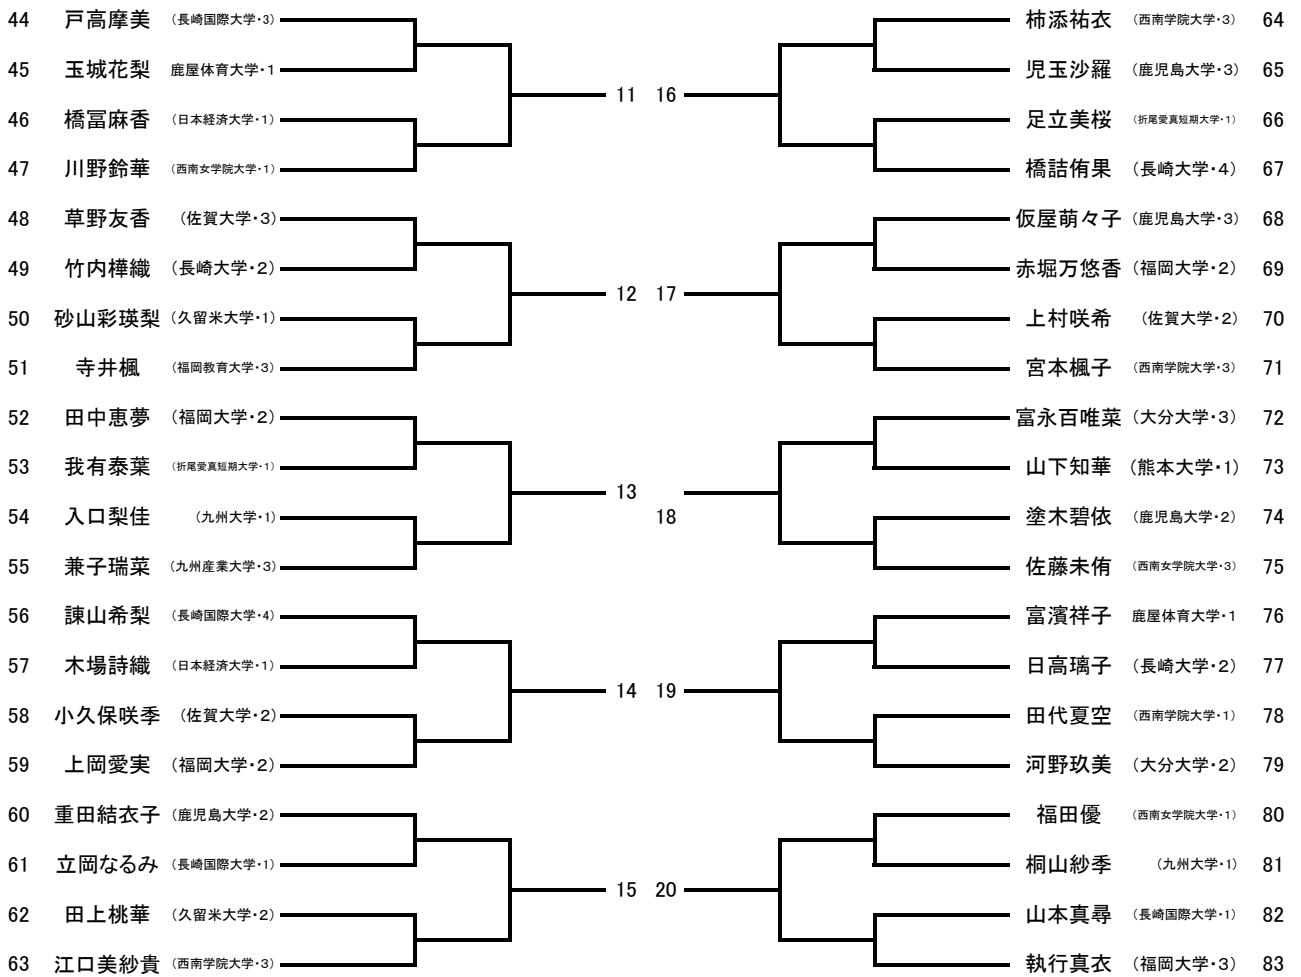 44 戸高摩美 (長崎国際大学・3)
45 玉城花梨 鹿屋体育大学・1
46 橋冨麻香 (日本経済大学・1)
47 川野鈴華 (西南女学院大学・1)
11
48 草野友香 (佐賀大学・3)
49 竹内樺織 (長崎大学・2)
50 砂山彩瑛梨 (久留米大学・1)
51 寺井楓 (福岡教育大学・3)
12
52 田中恵夢 (福岡大学・2)
53 我有泰葉 (折尾愛真短期大学・1)
54 入口梨佳 (九州大学・1)
55 兼子瑞菜 (九州産業大学・3)
13
56 諌山希梨 (長崎国際大学・4)
57 木場詩織 (日本経済大学・1)
58 小久保咲季 (佐賀大学・2)
59 上岡愛実 (福岡大学・2)
14
60 重田結衣子 (鹿児島大学・2)
61 立岡なるみ (長崎国際大学・1)
62 田上桃華 (久留米大学・2)
63 江口美紗貴 (西南学院大学・3)
15
16
柿添祐衣 (西南学院大学・3) 64
児玉沙羅 (鹿児島大学・3) 65
足立美桜 (折尾愛真短期大学・1) 66
橋詰侑果 (長崎大学・4) 67
17
仮屋萌々子 (鹿児島大学・3) 68
赤堀万悠香 (福岡大学・2) 69
上村咲希 (佐賀大学・2) 70
宮本楓子 (西南学院大学・3) 71
18
富永百唯菜 (大分大学・3) 72
山下知華 (熊本大学・1) 73
塗木碧依 (鹿児島大学・2) 74
佐藤未侑 (西南女学院大学・3) 75
19
富濱祥子 鹿屋体育大学・1 76
日高璃子 (長崎大学・2) 77
田代夏空 (西南学院大学・1) 78
河野玖美 (大分大学・2) 79
20
福田優 (西南女学院大学・1) 80
桐山紗季 (九州大学・1) 81
山本真尋 (長崎国際大学・1) 82
執行真衣 (福岡大学・3) 83